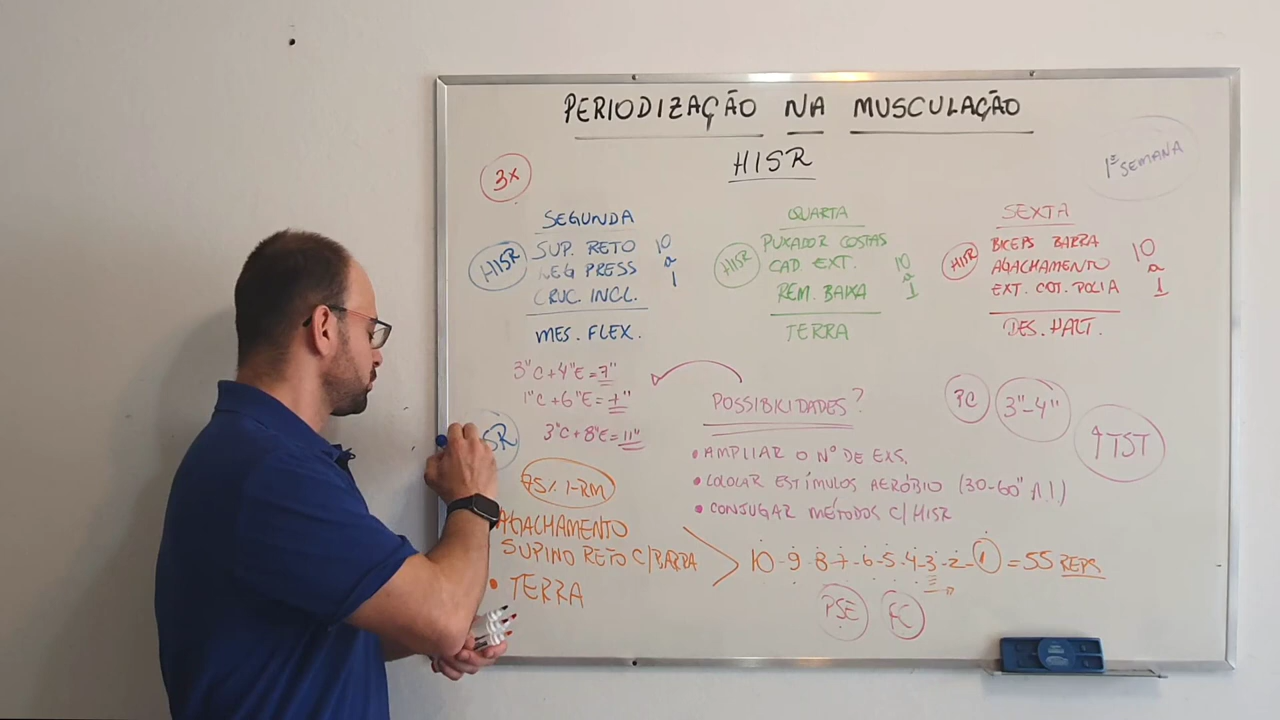 PERIODIZAÇÃO NA MUSCULAÇÃO
HISR
1ª SEMANA
3X
SEGUNDA
HISR
SUP. RETO
LEG PRESS
CRUC. INCL.
10
a
1
MES. FLEX.
QUARTA
HISR
PUXADOR COSTAS
CAD. EXT.
REM. BAIXA
10
a
1
TERRA
SEXTA
HISR
BICEPS BARRA
AGACHAMENTO
EXT. COT. POLIA
10
a
1
DES. HALT.
3"C + 4"E = 7"
1"C + 6"E = 7"
3"C + 8"E = 11"
SR
75% 1-RM
AGACHAMENTO
SUPINO RETO C/BARRA
• TERRA
POSSIBILIDADES?
• AMPLIAR O Nº DE EXS.
• COLOCAR ESTÍMULOS AERÓBIO (30-60" A.I.)
• CONJUGAR MÉTODOS C/HISR
3"-4"
↑TST
10-9-8-7-6-5-4-3-2-1 = 55 REPS
PSE
FC